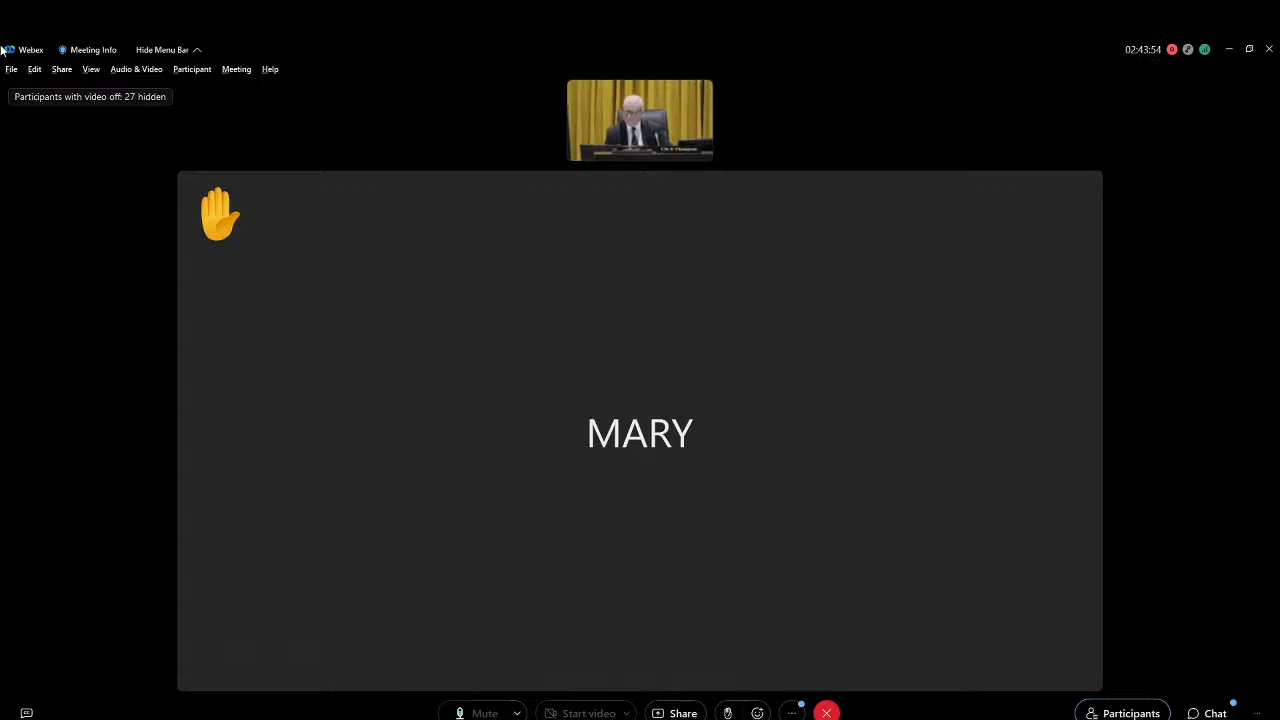 Webex Meeting Info Hide Menu Bar 02:43:54
File Edit Share View Audio & Video Participant Meeting Help
Participants with video off: 27 hidden
MARY
Mute Start video Share Participants Chat